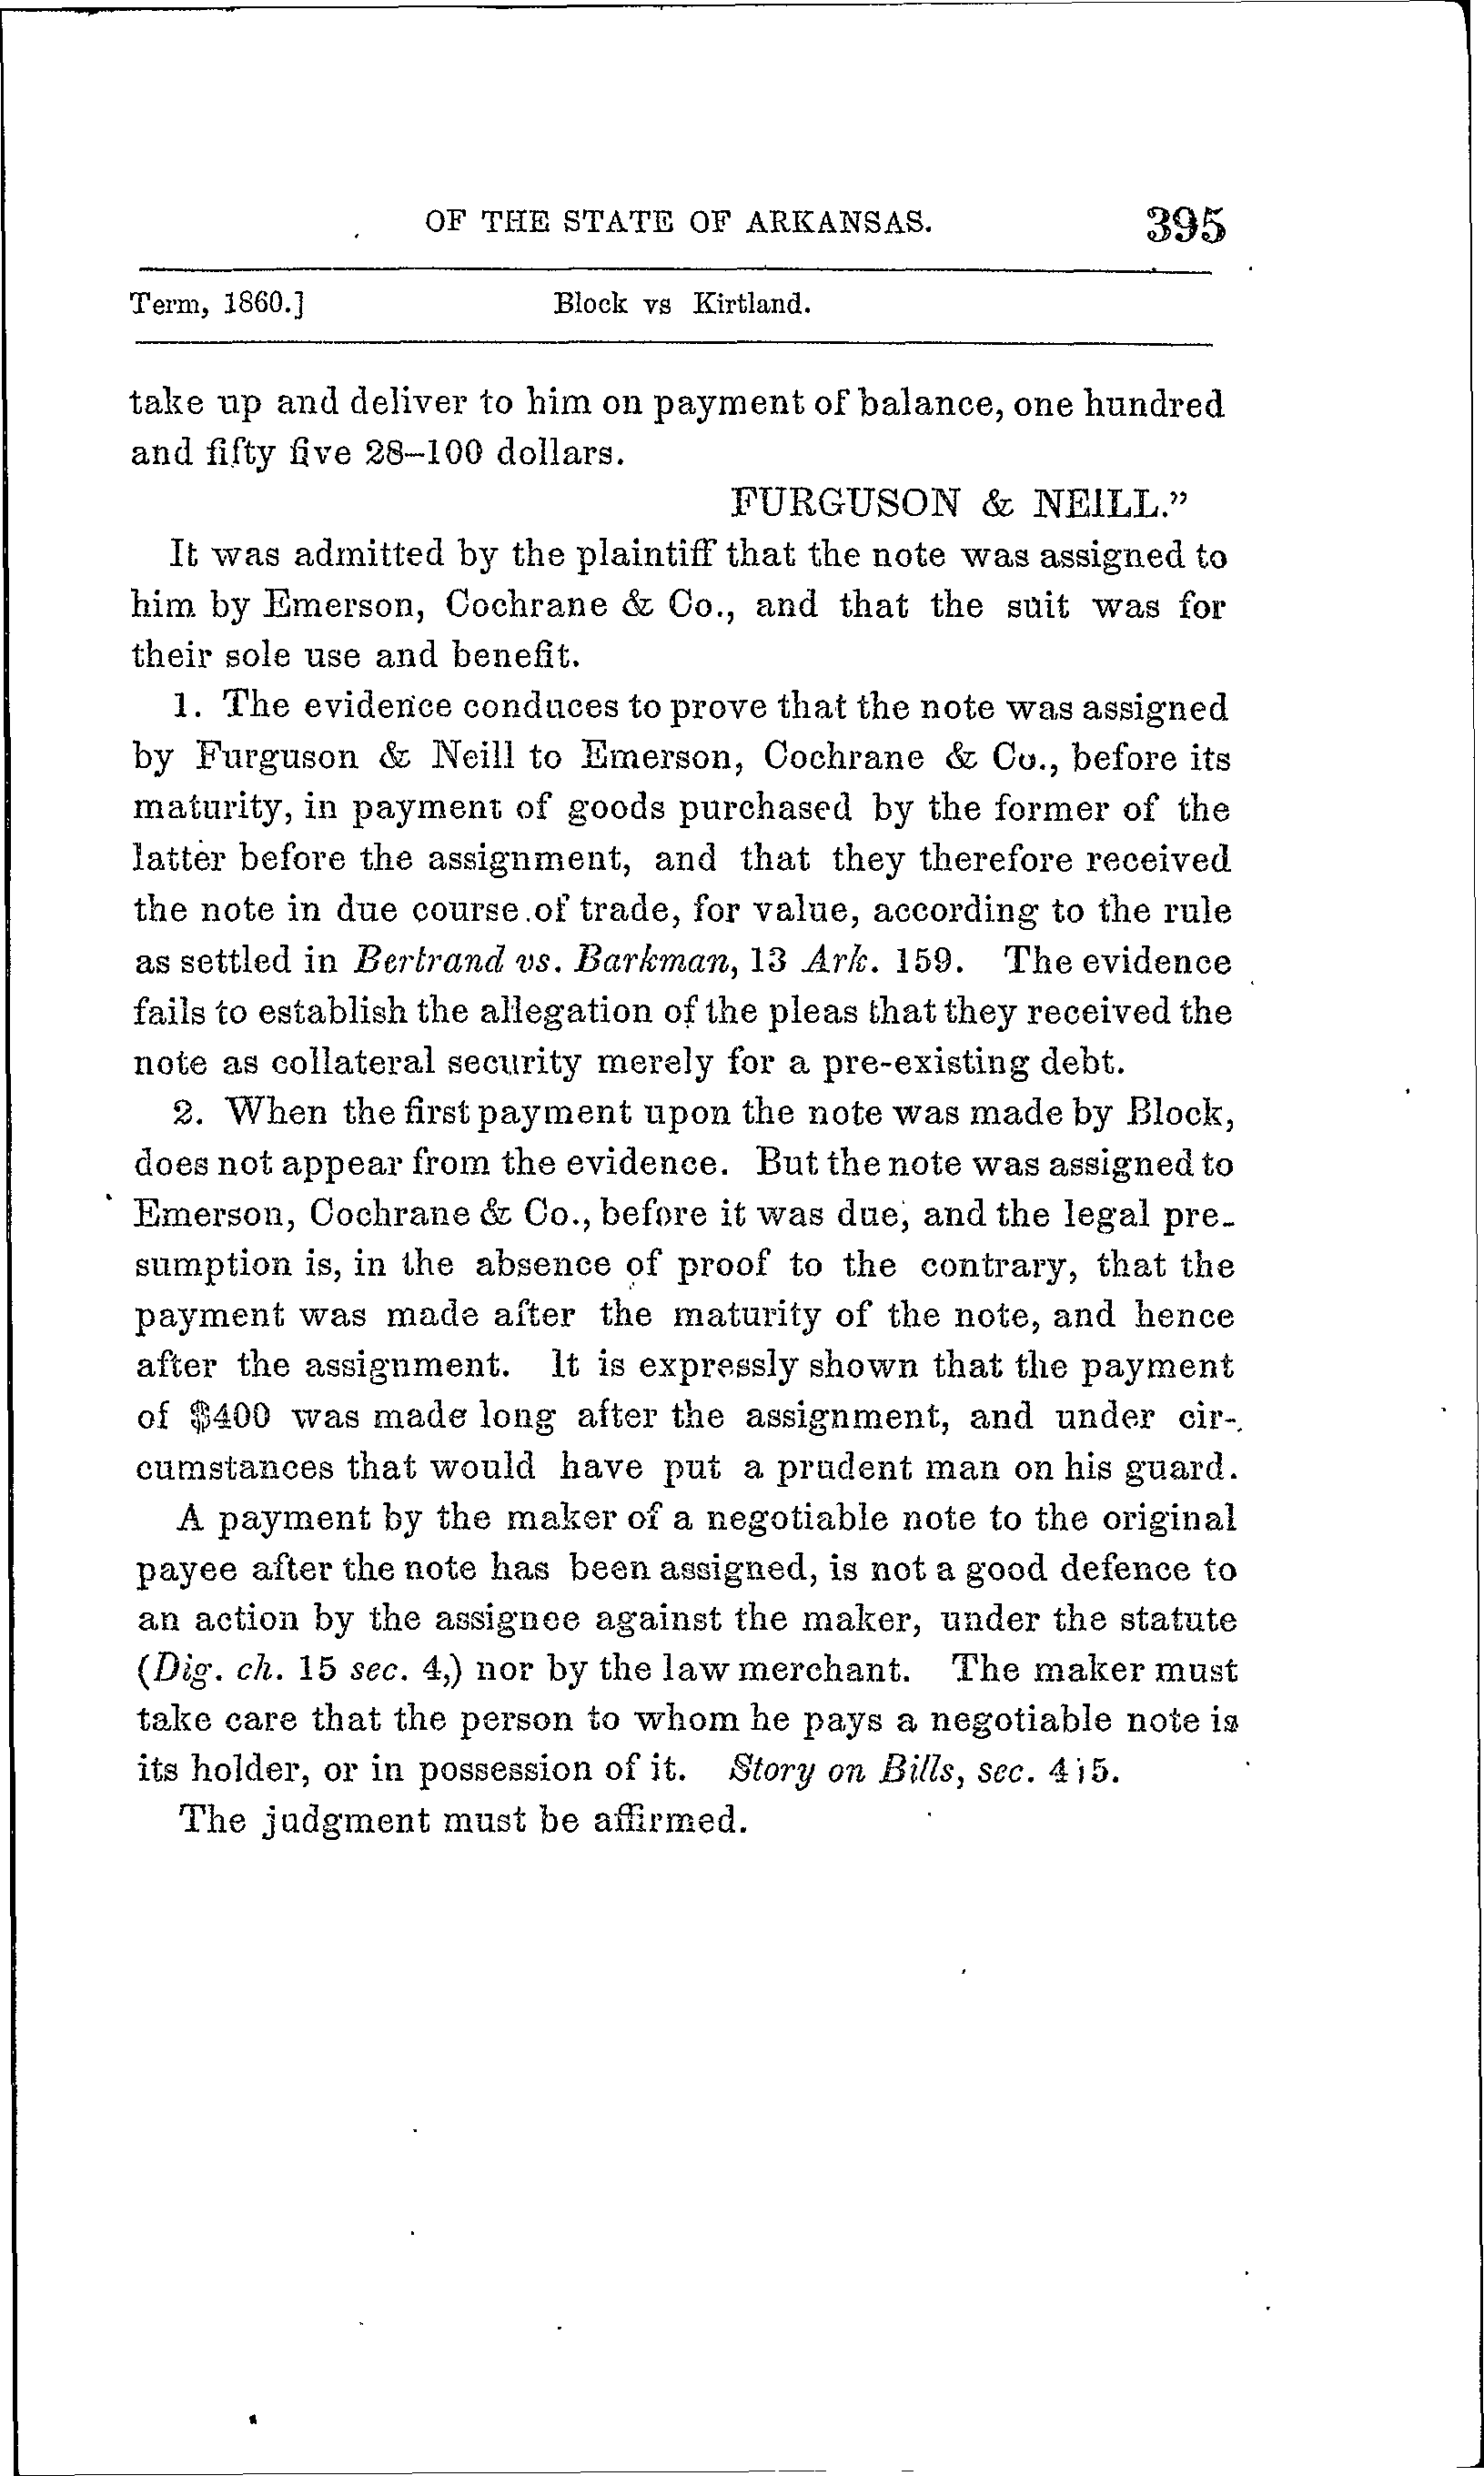 OF THE STATE OF ARKANSAS. 395
Term, 1860.] Block vs Kirtland.
take up and deliver to him on payment of balance, one hundred
and fifty five 28–100 dollars.
FURGUSON & NEILL.”
It was admitted by the plaintiff that the note was assigned to
him by Emerson, Cochrane & Co., and that the suit was for
their sole use and benefit.
1. The evidence conduces to prove that the note was assigned
by Furguson & Neill to Emerson, Cochrane & Co., before its
maturity, in payment of goods purchased by the former of the
latter before the assignment, and that they therefore received
the note in due course of trade, for value, according to the rule
as settled in Bertrand vs. Barkman, 13 Ark. 159. The evidence
fails to establish the allegation of the pleas that they received the
note as collateral security merely for a pre-existing debt.
2. When the first payment upon the note was made by Block,
does not appear from the evidence. But the note was assigned to
Emerson, Cochrane & Co., before it was due, and the legal pre-
sumption is, in the absence of proof to the contrary, that the
payment was made after the maturity of the note, and hence
after the assignment. It is expressly shown that the payment
of $400 was made long after the assignment, and under cir-
cumstances that would have put a prudent man on his guard.
A payment by the maker of a negotiable note to the original
payee after the note has been assigned, is not a good defence to
an action by the assignee against the maker, under the statute
(Dig. ch. 15 sec. 4,) nor by the law merchant. The maker must
take care that the person to whom he pays a negotiable note is
its holder, or in possession of it. Story on Bills, sec.
The judgment must be affirmed.